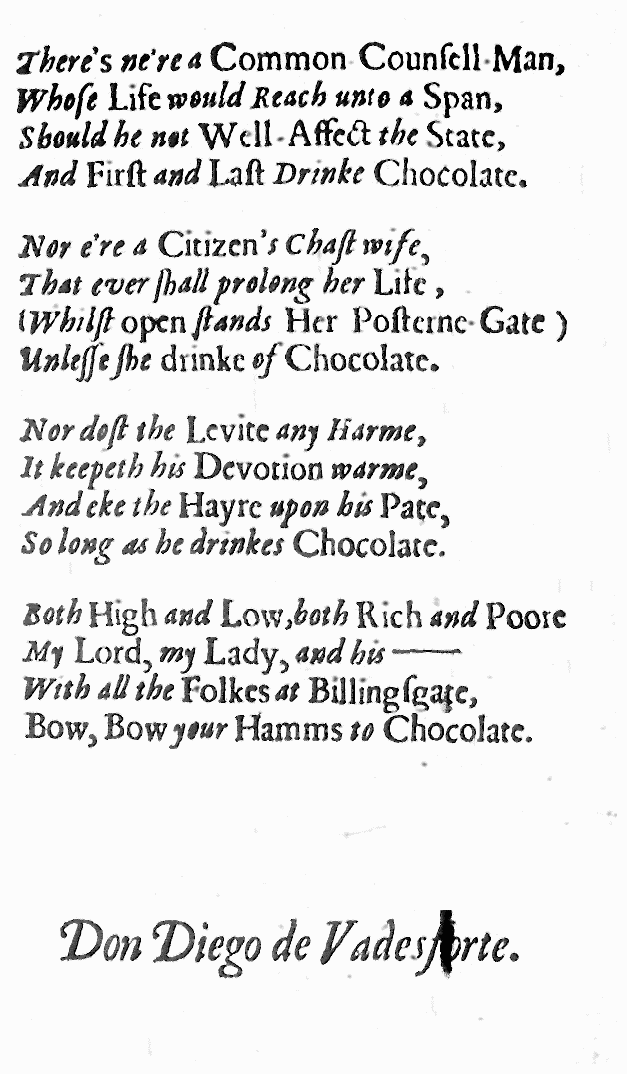 There's ne're a Common Counſell-Man,
Whoſe Life would Reach unto a Span,
Should he not Well-Affect the State,
And Firſt and Laſt Drinke Chocolate.
Nor e're a Citizen's Chaſt wife,
That ever ſhall prolong her Life,
(Whilſt open ſtands Her Poſterne-Gate)
Unleſſe ſhe drinke of Chocolate.
Nor doſt the Levite any Harme,
It keepeth his Devotion warme,
And eke the Hayre upon his Pate,
So long as he drinkes Chocolate.
Both High and Low, both Rich and Poore
My Lord, my Lady, and his ——
With all the Folkes at Billingſgate,
Bow, Bow your Hamms to Chocolate.
Don Diego de Vadesforte.